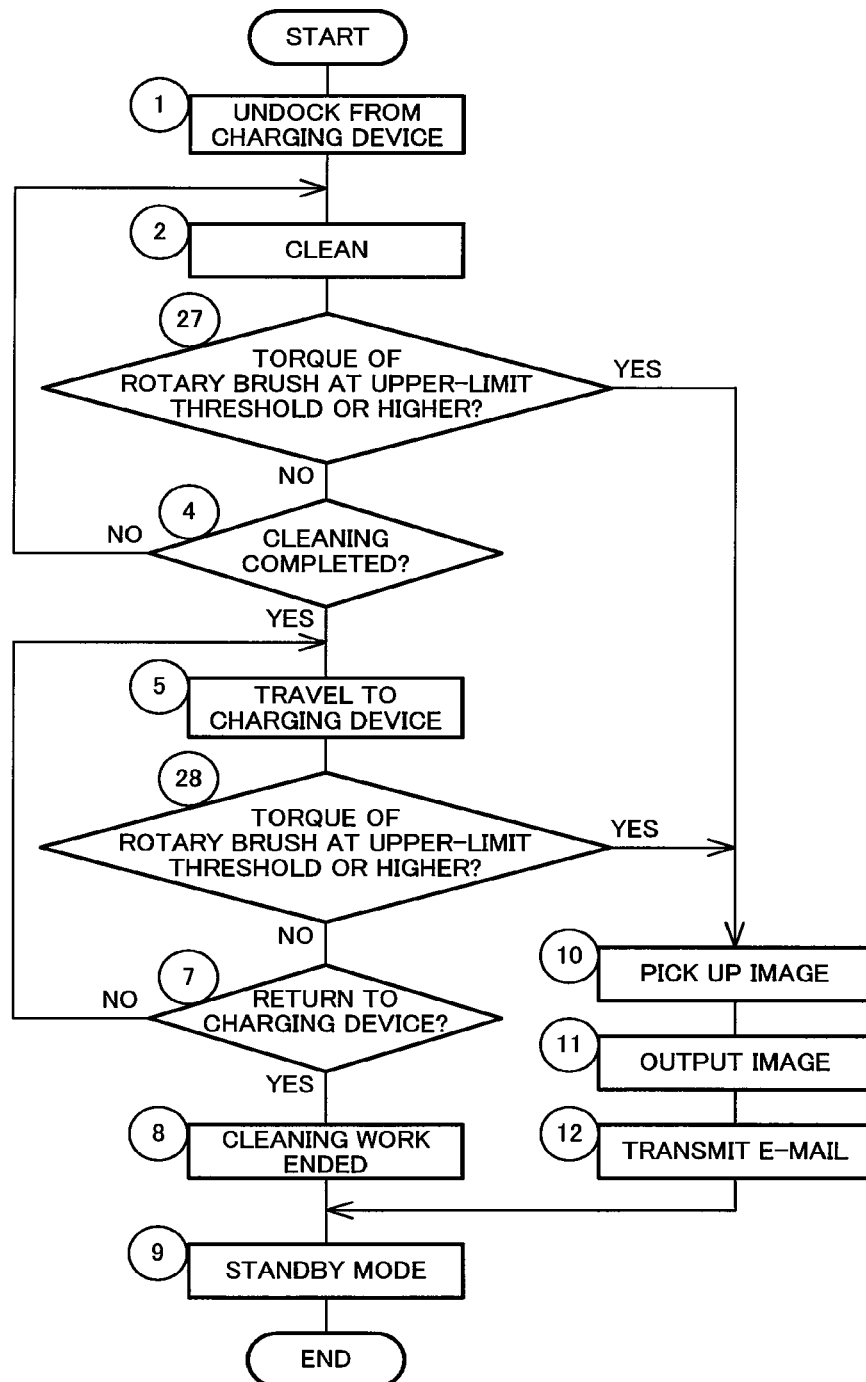 START
1
UNDOCK FROM
CHARGING DEVICE
2
CLEAN
27
TORQUE OF
ROTARY BRUSH AT UPPER-LIMIT
THRESHOLD OR HIGHER?
YES
NO
4
CLEANING
COMPLETED?
NO
YES
5
TRAVEL TO
CHARGING DEVICE
28
TORQUE OF
ROTARY BRUSH AT UPPER-LIMIT
THRESHOLD OR HIGHER?
YES
NO
7
RETURN TO
CHARGING DEVICE?
NO
YES
8
CLEANING WORK
ENDED
10
PICK UP IMAGE
11
OUTPUT IMAGE
12
TRANSMIT E-MAIL
9
STANDBY MODE
END